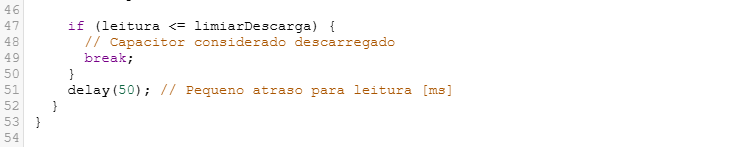 46
47 if (leitura <= limiarDescarga) {
48 // Capacitor considerado descarregado
49 break;
50 }
51 delay(50); // Pequeno atraso para leitura [ms]
52 }
53 }
54